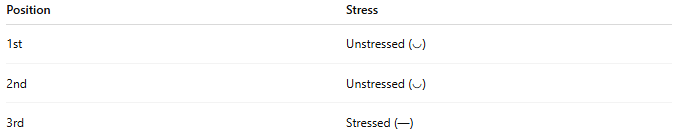 Position Stress
1st Unstressed (◡)
2nd Unstressed (◡)
3rd Stressed (—)